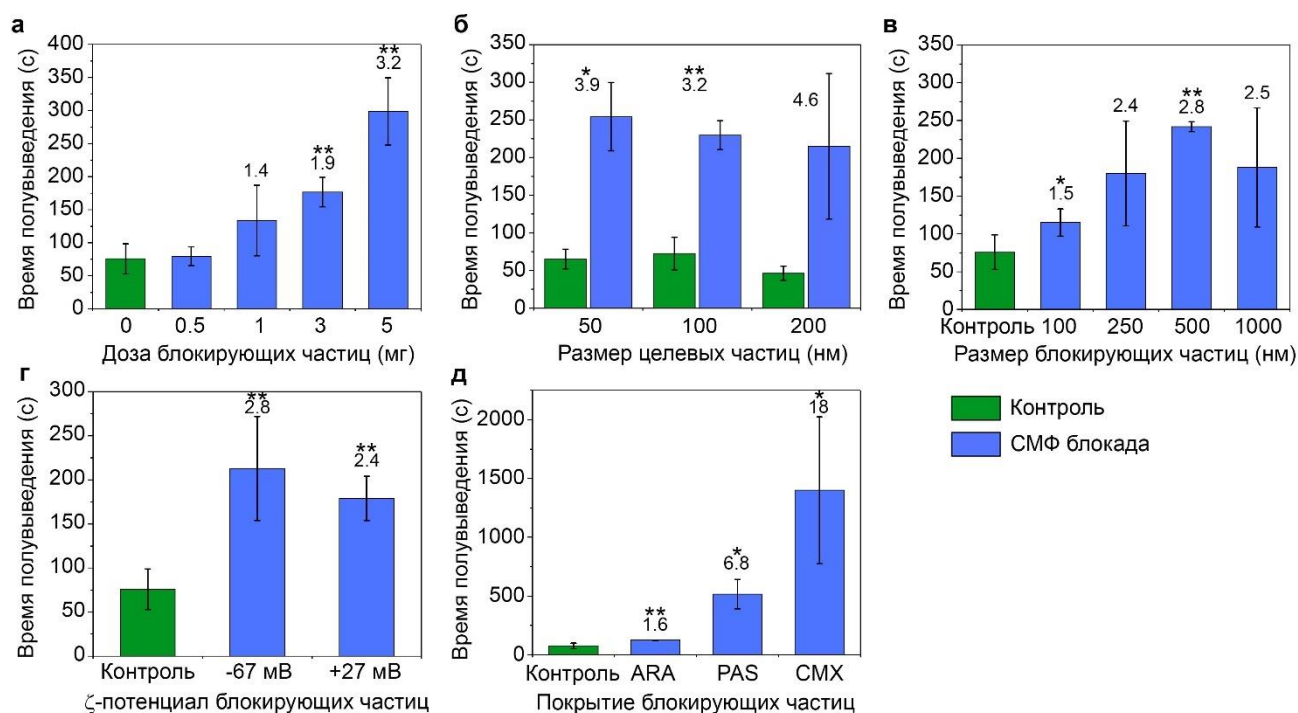 а
Время полувыведения (с)
400
350
300
250
200
150
100
50
0
1.4
**
1.9
**
3.2
0 0.5 1 3 5
Доза блокирующих частиц (мг)
б
Время полувыведения (с)
350
300
250
200
150
100
50
0
*
3.9
**
3.2
4.6
50 100 200
Размер целевых частиц (нм)
в
Время полувыведения (с)
350
300
250
200
150
100
50
0
*
1.5
2.4
**
2.8
2.5
Контроль 100 250 500 1000
Размер блокирующих частиц (нм)
г
Время полувыведения (с)
300
250
200
150
100
50
0
**
2.8
**
2.4
Контроль -67 мВ +27 мВ
ζ-потенциал блокирующих частиц
д
Время полувыведения (с)
2000
1500
1000
500
0
**
1.6
*
6.8
*
18
Контроль ARA PAS CMX
Покрытие блокирующих частиц
Контроль
СМФ блокада